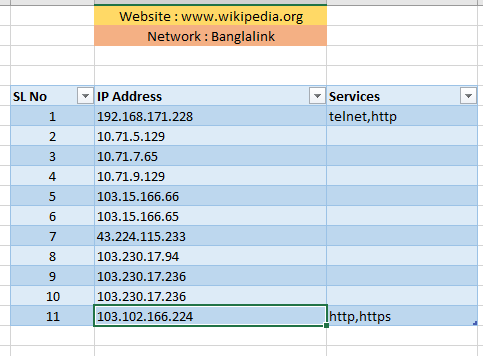 Website : www.wikipedia.org
Network : Banglalink
SL No IP Address Services
1 192.168.171.228 telnet,http
2 10.71.5.129
3 10.71.7.65
4 10.71.9.129
5 103.15.166.66
6 103.15.166.65
7 43.224.115.233
8 103.230.17.94
9 103.230.17.236
10 103.230.17.236
11 103.102.166.224 http,https